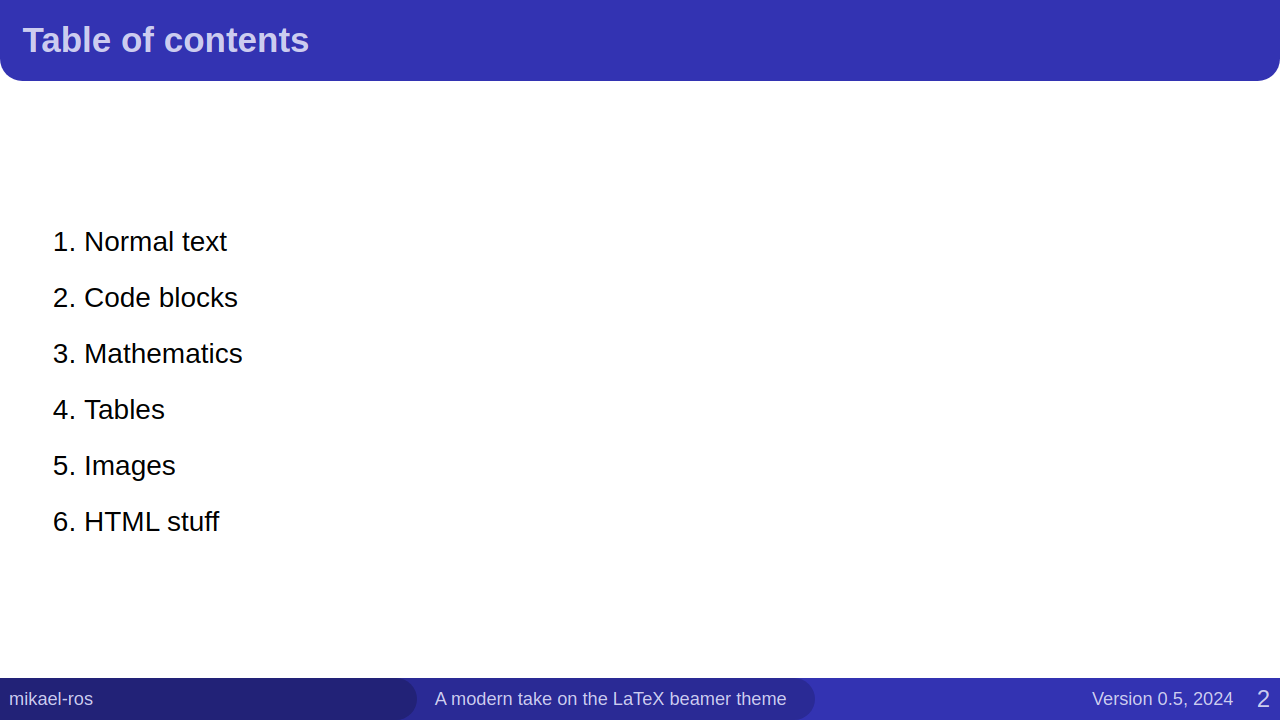 Table of contents
1. Normal text
2. Code blocks
3. Mathematics
4. Tables
5. Images
6. HTML stuff
mikael-ros A modern take on the LaTeX beamer theme Version 0.5, 2024 2